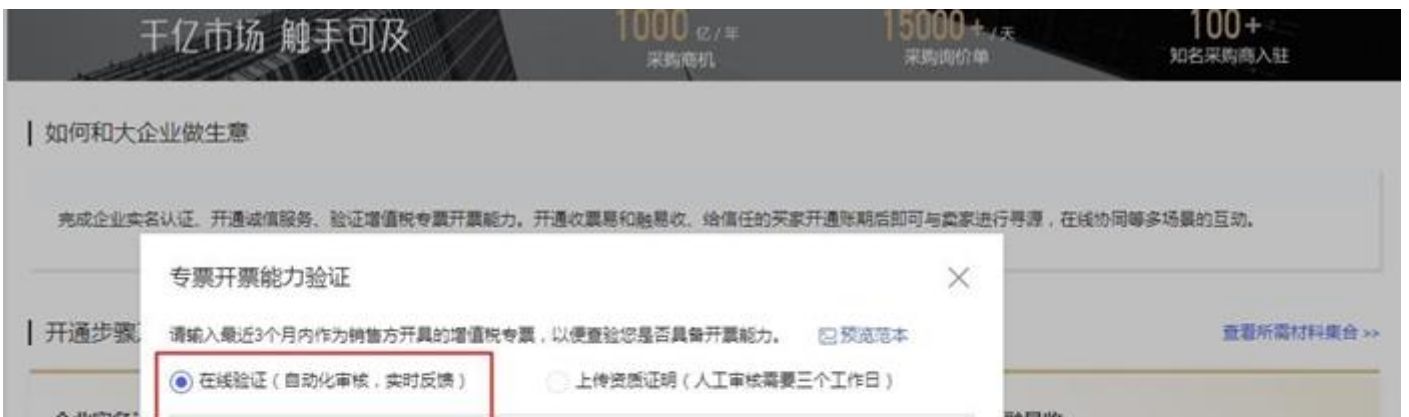 千亿市场 触手可及
1000 亿/年
采购商机
15000+/天
采购询价单
100+
知名采购商入驻
如何和大企业做生意
完成企业实名认证、开通诚信服务、验证增值税专票开票能力。开通收票易和融易收、给信任的买家开通账期后即可与卖家进行寻源，在线协同等多场景的互动。
专票开票能力验证
开通步骤
请输入最近3个月内作为销售方开具的增值税专票，以便查验您是否具备开票能力。 预览范本
查看所需材料集合 >>
在线验证（自动化审核，实时反馈） 上传资质证明（人工审核需要三个工作日）